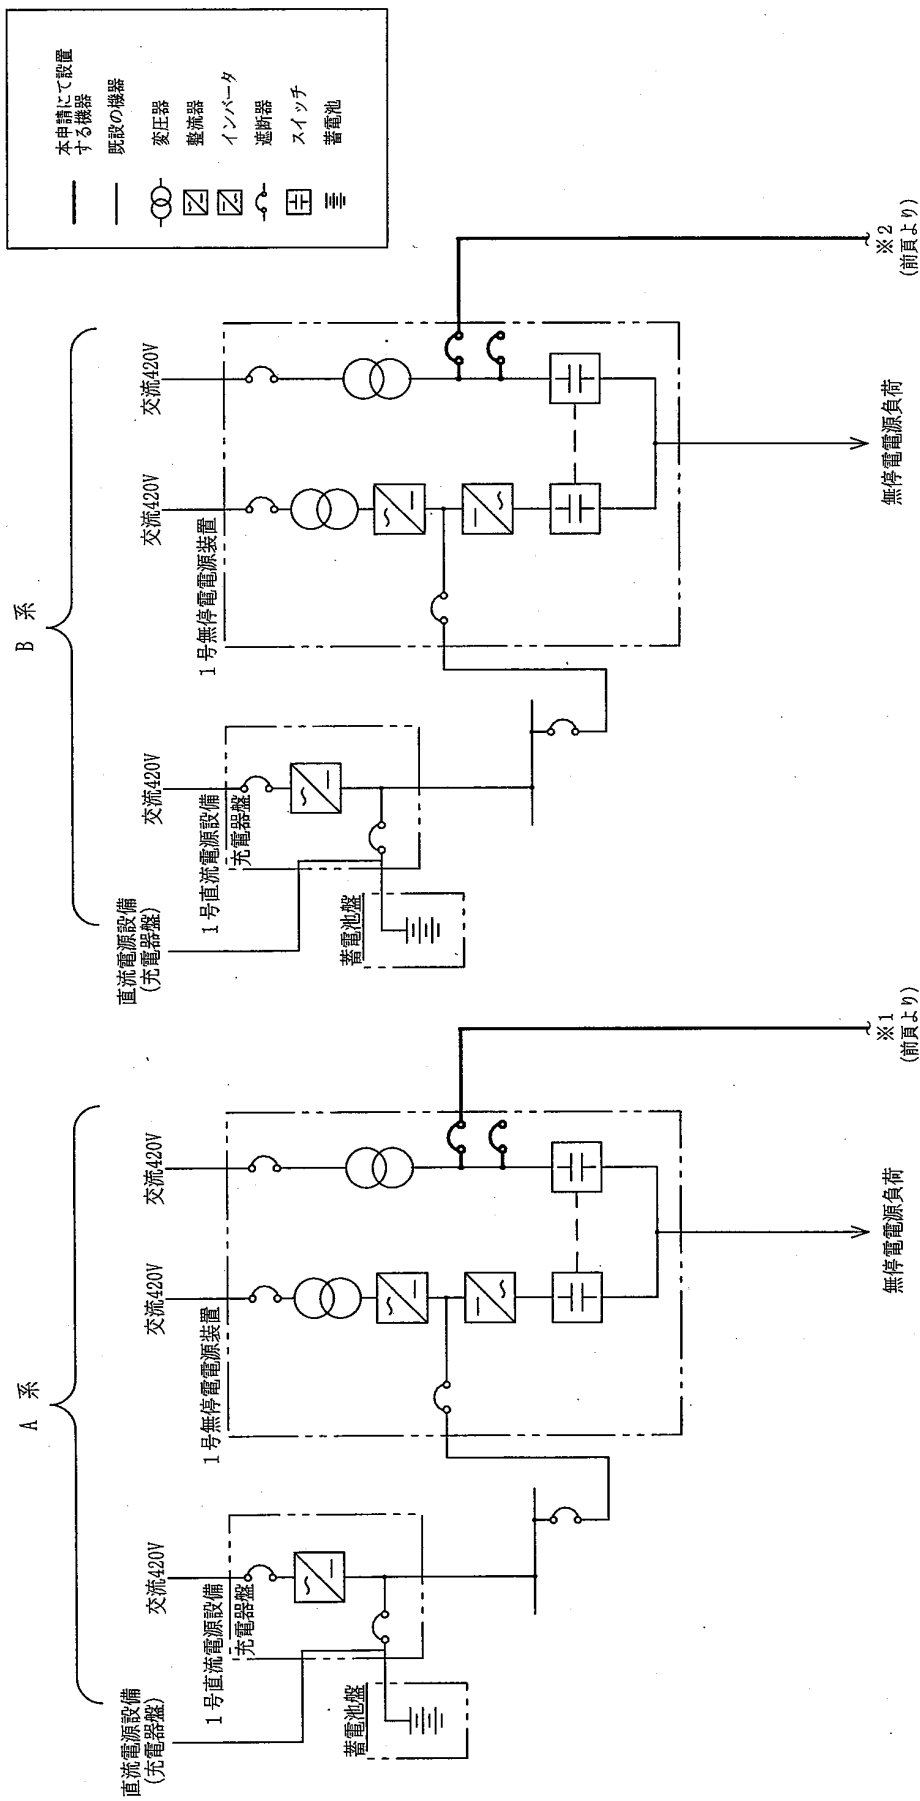 本申請にて設置
する機器
既設の機器
変圧器
整流器
インバータ
遮断器
スイッチ
蓄電池
A 系
直流電源設備
(充電器盤)
交流420V
交流420V
交流420V
1号直流電源設備
充電器盤
蓄電池盤
1号無停電電源装置
無停電電源負荷
※1
(前頁より)
B 系
直流電源設備
(充電器盤)
交流420V
交流420V
交流420V
1号直流電源設備
充電器盤
蓄電池盤
1号無停電電源装置
無停電電源負荷
※2
(前頁より)